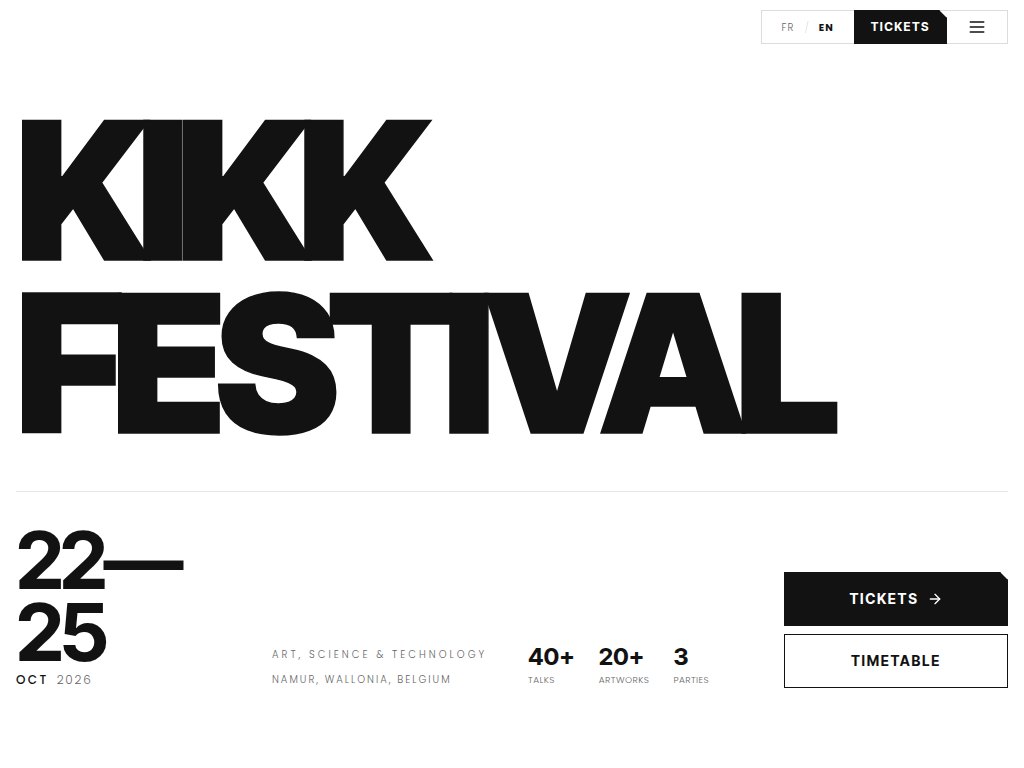 FR / EN TICKETS
KIKK
FESTIVAL
22—
25
OCT 2026
ART, SCIENCE & TECHNOLOGY
NAMUR, WALLONIA, BELGIUM
40+ 20+ 3
TALKS ARTWORKS PARTIES
TICKETS →
TIMETABLE